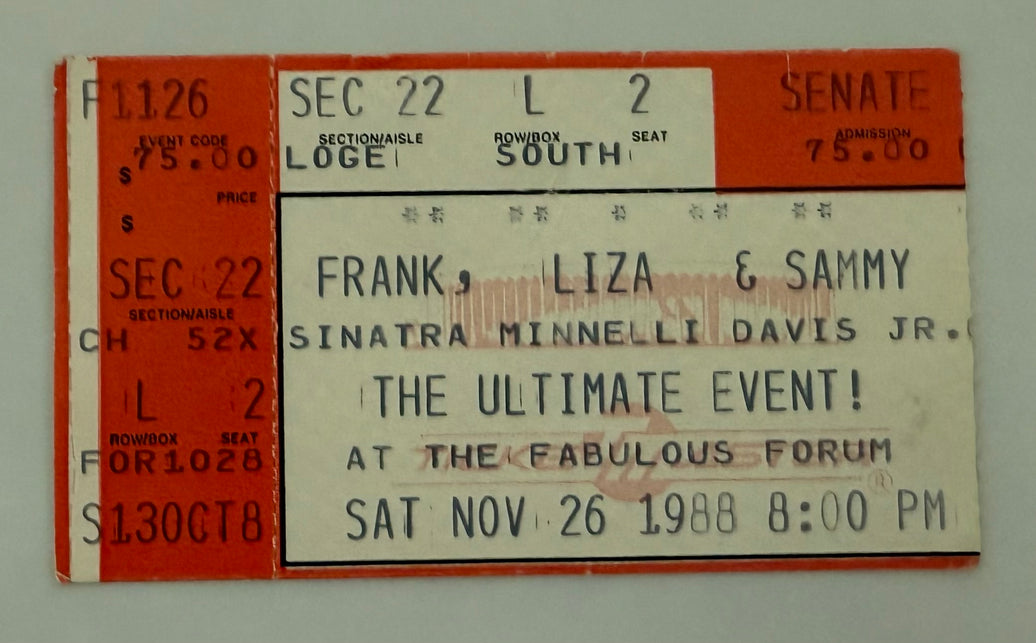 F1126
EVENT CODE
$75.00
PRICE
$
SEC 22
SECTION/AISLE
CH 52X
L 2
ROW/BOX SEAT
FOR1028
S13OCT8
SEC 22 L 2
SECTION/AISLE ROW/BOX SEAT
LOGE SOUTH
SENATE
ADMISSION
75.00
** ** * ** **
FRANK, LIZA & SAMMY
SINATRA MINNELLI DAVIS JR.
THE ULTIMATE EVENT!
AT THE FABULOUS FORUM
SAT NOV 26 1988 8:00 PM
®